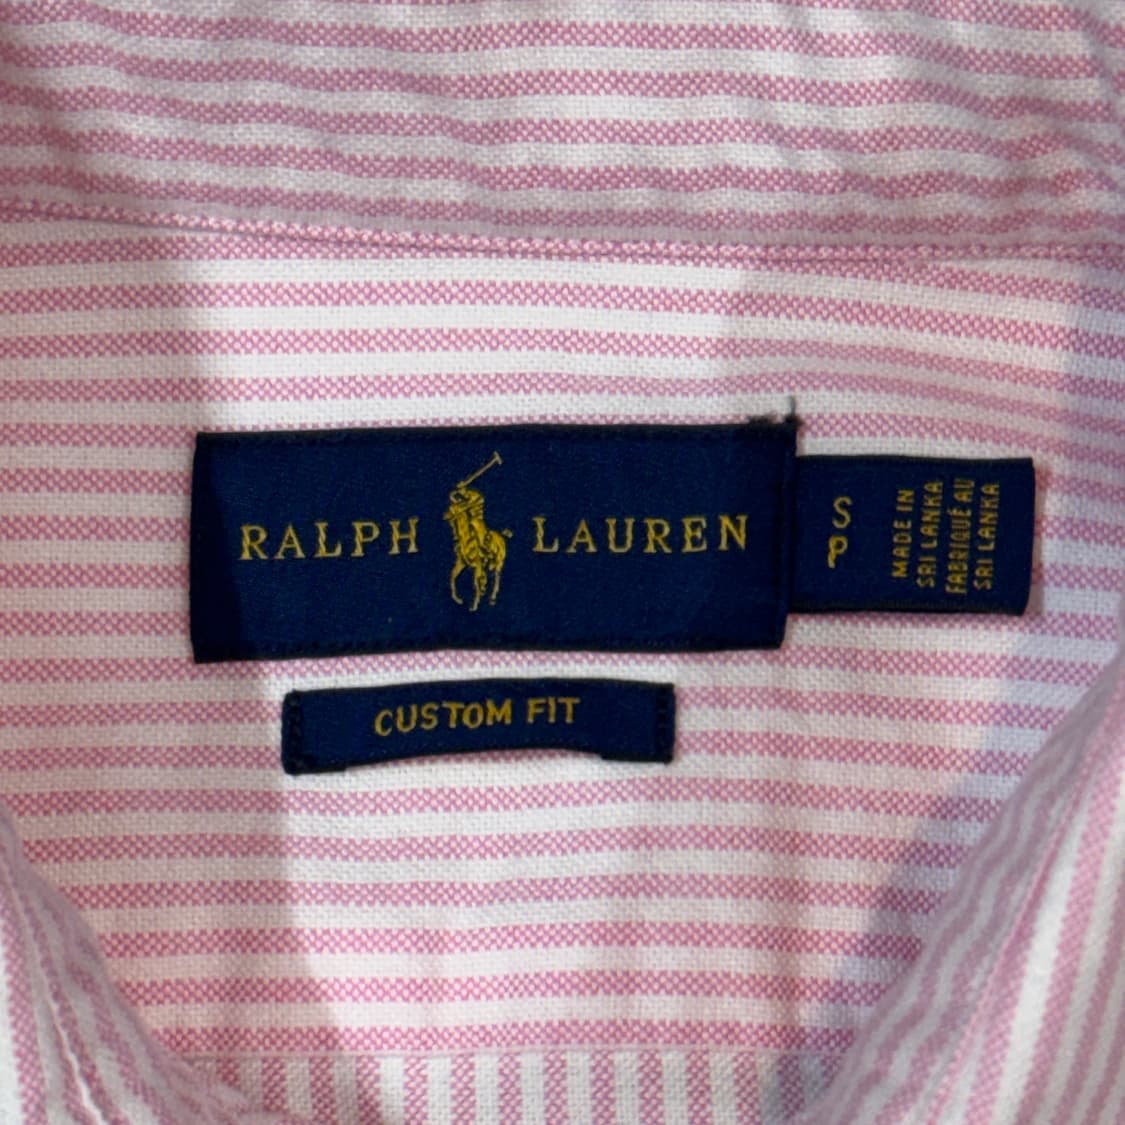 RALPH LAUREN
S
P
MADE IN
SRI LANKA
FABRIQUÉ AU
SRI LANKA
CUSTOM FIT